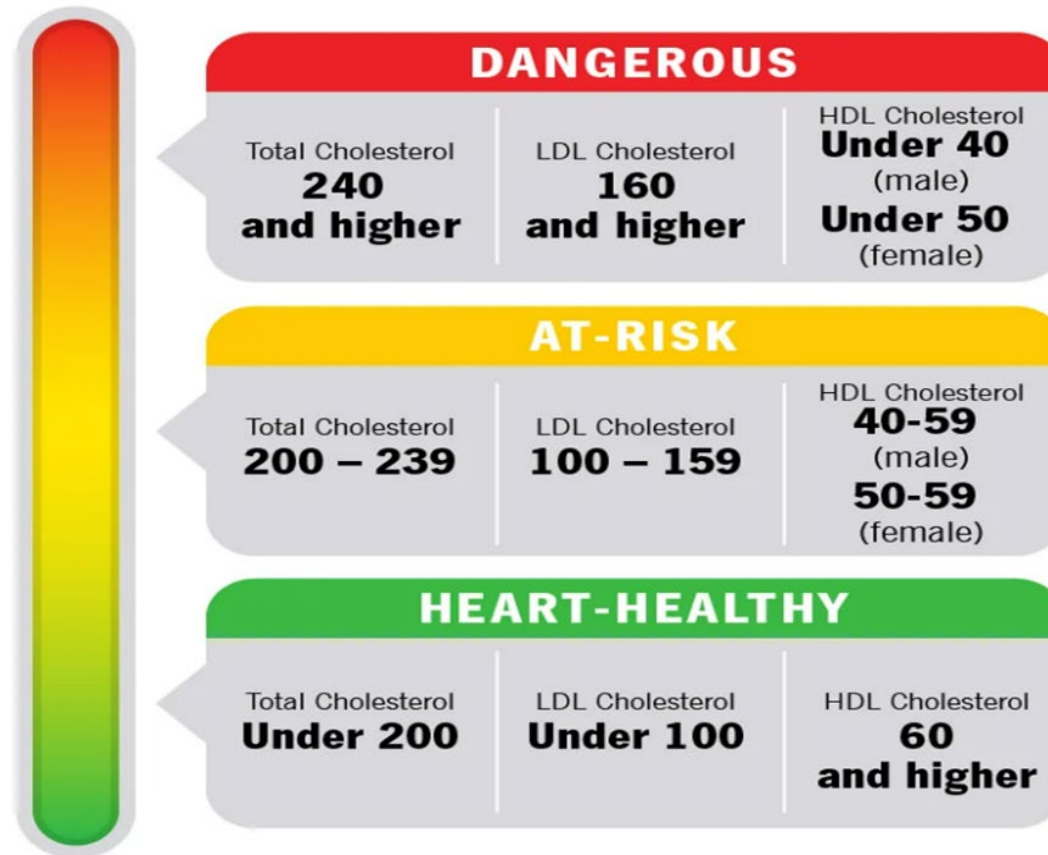 DANGEROUS
Total Cholesterol
240
and higher
LDL Cholesterol
160
and higher
HDL Cholesterol
Under 40
(male)
Under 50
(female)
AT-RISK
Total Cholesterol
200 – 239
LDL Cholesterol
100 – 159
HDL Cholesterol
40-59
(male)
50-59
(female)
HEART-HEALTHY
Total Cholesterol
Under 200
LDL Cholesterol
Under 100
HDL Cholesterol
60
and higher